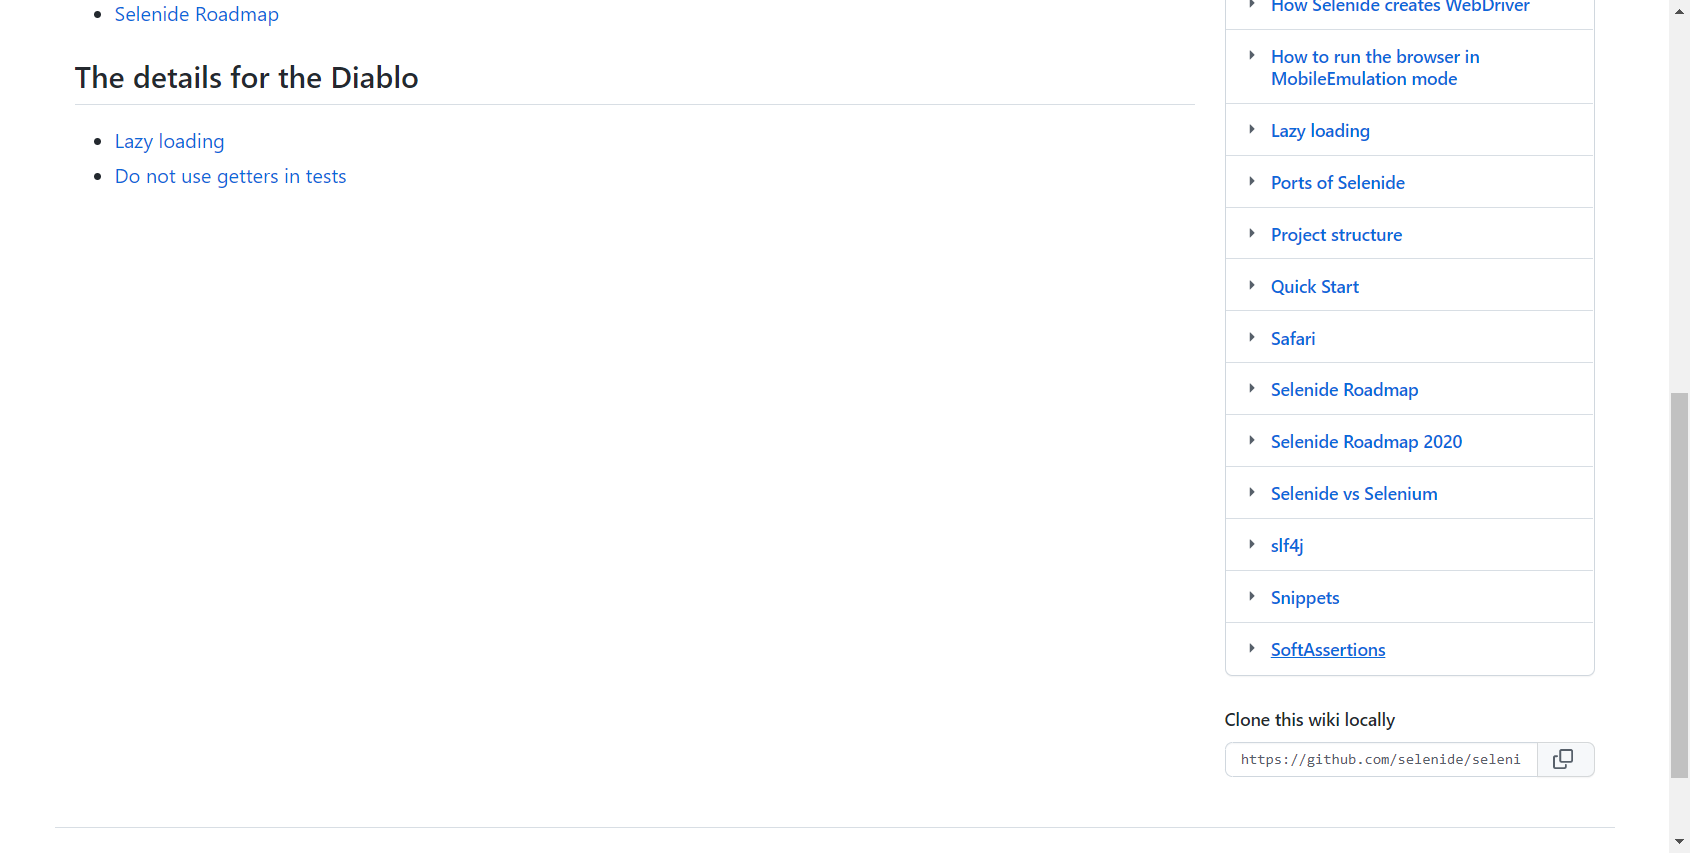 Selenide Roadmap
The details for the Diablo
Lazy loading
Do not use getters in tests
How Selenide creates WebDriver
How to run the browser in
MobileEmulation mode
Lazy loading
Ports of Selenide
Project structure
Quick Start
Safari
Selenide Roadmap
Selenide Roadmap 2020
Selenide vs Selenium
slf4j
Snippets
SoftAssertions
Clone this wiki locally
https://github.com/selenide/seleni